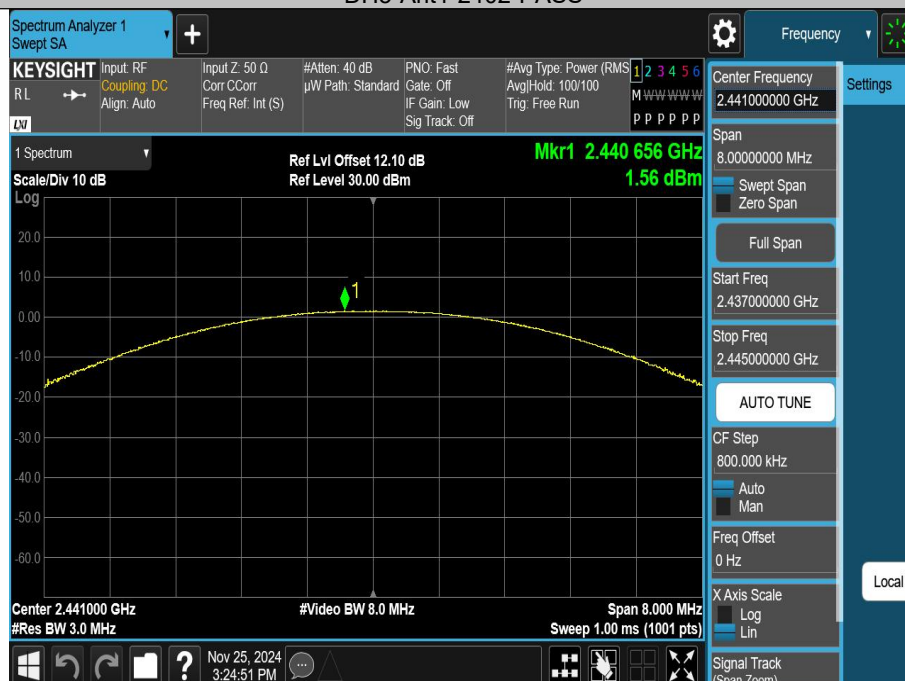 Spectrum Analyzer 1
Swept SA
Frequency
KEYSIGHT
RL
LXI
Input: RF
Coupling: DC
Align: Auto
Input Z: 50 Ω
Corr CCorr
Freq Ref: Int (S)
#Atten: 40 dB
µW Path: Standard
PNO: Fast
Gate: Off
IF Gain: Low
Sig Track: Off
#Avg Type: Power (RMS
Avg|Hold: 100/100
Trig: Free Run
1 2 3 4 5 6
M W W W W W
P P P P P P
1 Spectrum
Scale/Div 10 dB
Log
Ref Lvl Offset 12.10 dB
Ref Level 30.00 dBm
Mkr1 2.440 656 GHz
1.56 dBm
1
20.0
10.0
0.00
-10.0
-20.0
-30.0
-40.0
-50.0
-60.0
Center 2.441000 GHz
#Res BW 3.0 MHz
#Video BW 8.0 MHz
Span 8.000 MHz
Sweep 1.00 ms (1001 pts)
Nov 25, 2024
3:24:51 PM
?
Center Frequency
2.441000000 GHz
Settings
Span
8.00000000 MHz
Swept Span
Zero Span
Full Span
Start Freq
2.437000000 GHz
Stop Freq
2.445000000 GHz
AUTO TUNE
CF Step
800.000 kHz
Auto
Man
Freq Offset
0 Hz
X Axis Scale
Log
Lin
Local
Signal Track
(Span Zoom)